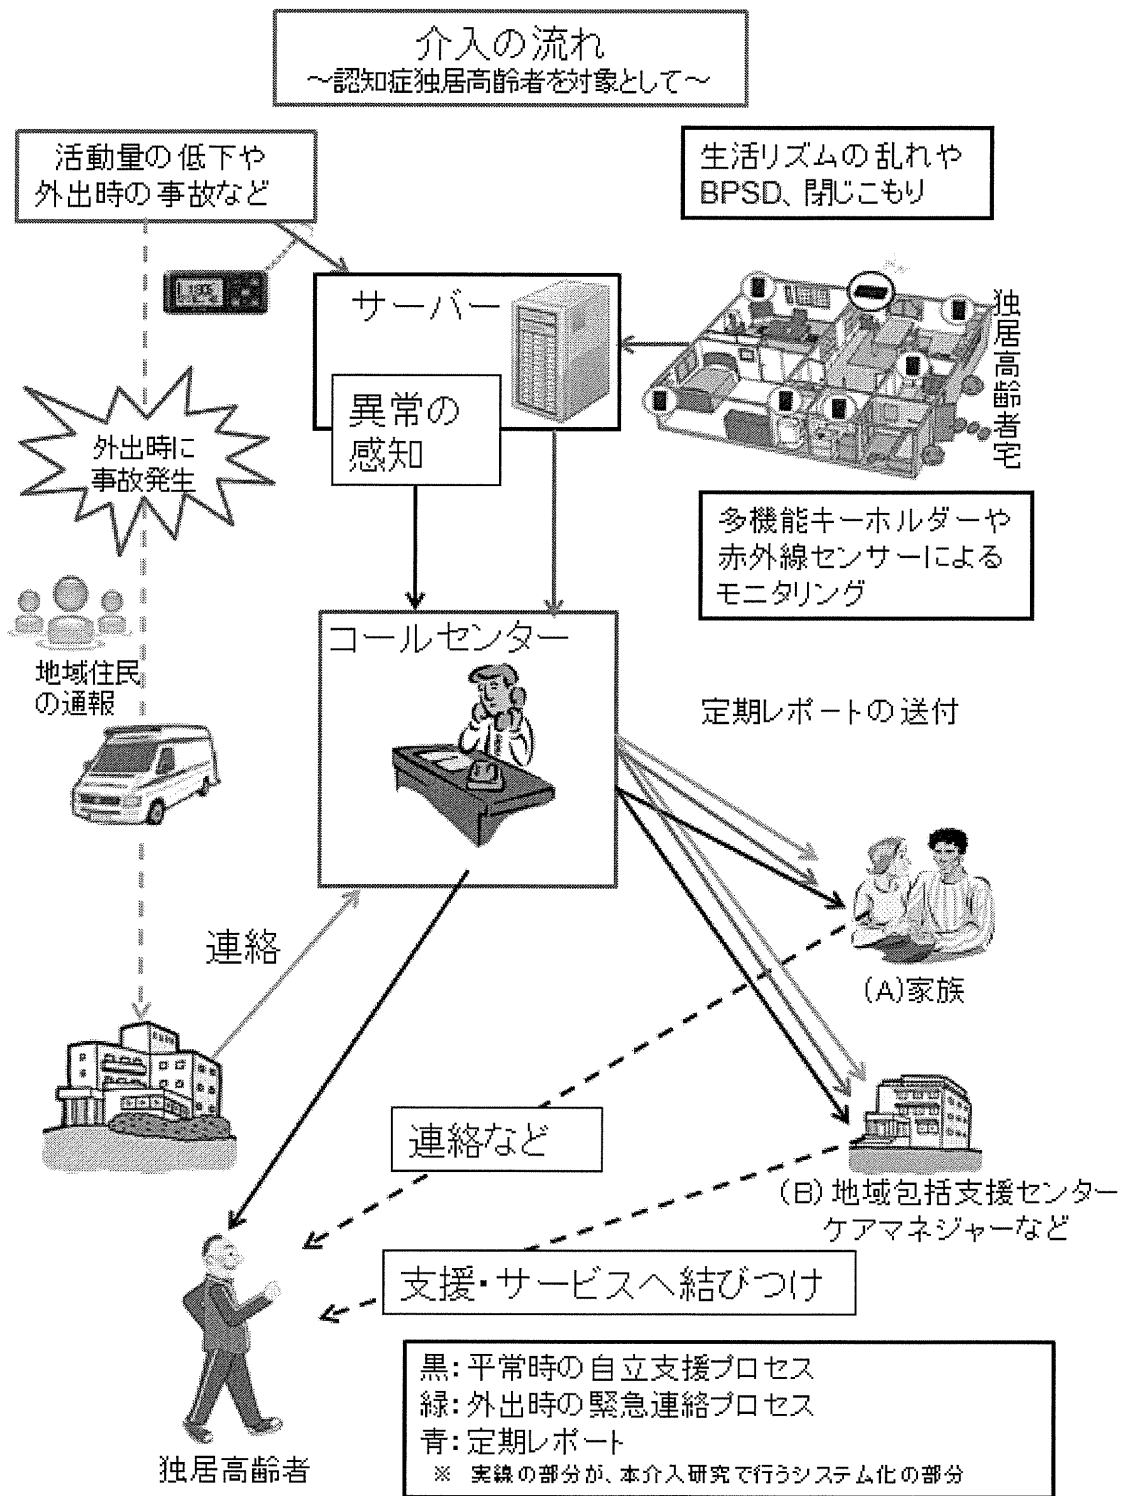 介入の流れ
～認知症独居高齢者を対象として～
活動量の低下や
外出時の事故など
生活リズムの乱れや
BPSD、閉じこもり
サーバー
異常の
感知
独居高齢者宅
外出時に
事故発生
多機能キーホルダーや
赤外線センサーによる
モニタリング
地域住民
の通報
コールセンター
定期レポートの送付
連絡
(A)家族
連絡など
(B)地域包括支援センター
ケアマネジャーなど
支援・サービスへ結びつけ
独居高齢者
黒:平常時の自立支援プロセス
緑:外出時の緊急連絡プロセス
青:定期レポート
※ 実線の部分が、本介入研究で行うシステム化の部分